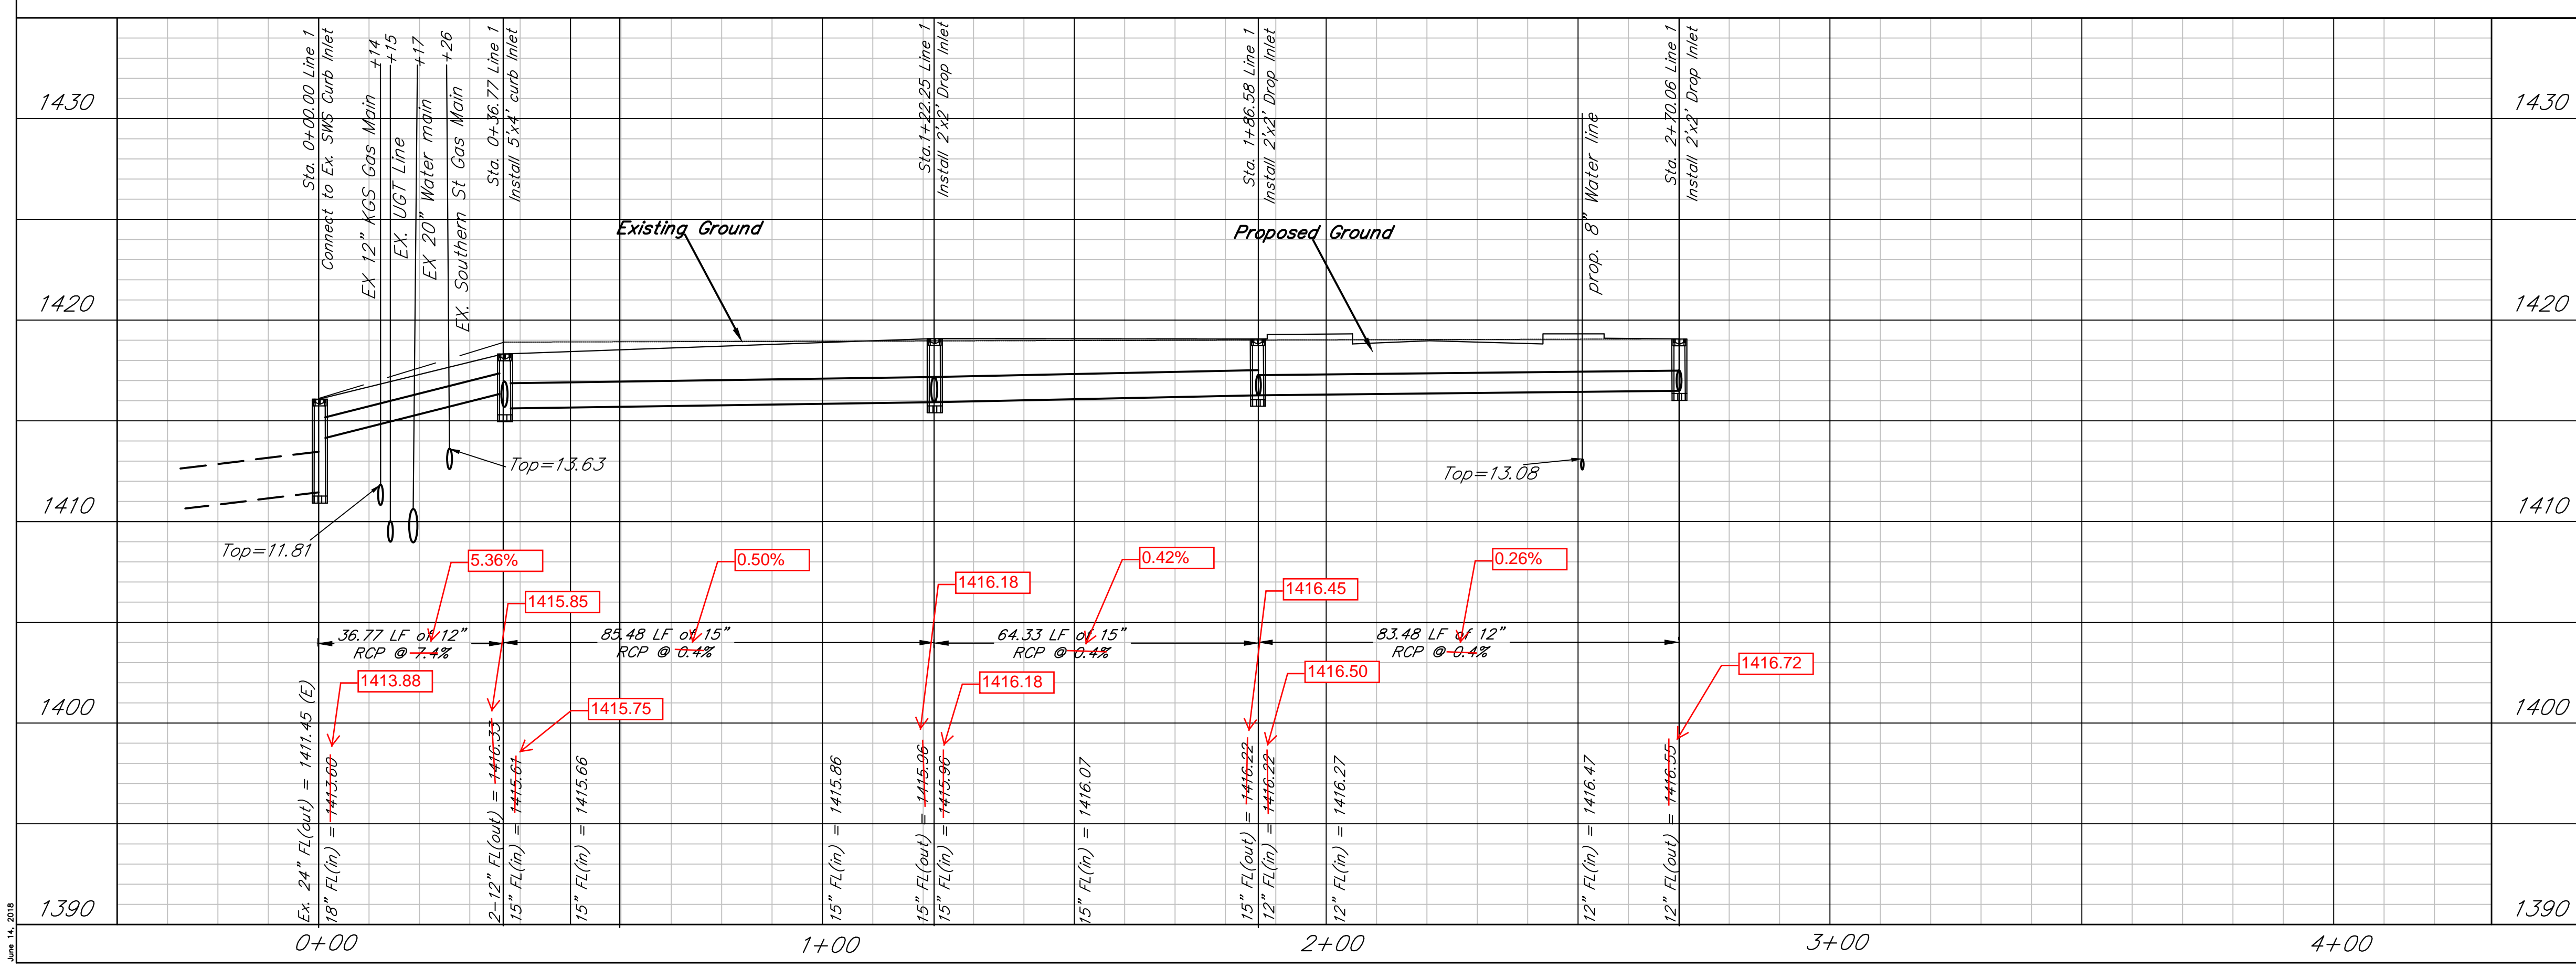 Sta. 0+00.00 Line 1
Connect to Ex. SWS Curb Inlet
EX 12" KGS Gas Main
+14
EX. UGT Line
+15
EX 20" Water main
+17
EX. Southern St Gas Main
+26
Sta. 0+36.77 Line 1
Install 5'x4' curb Inlet
Sta.1+22.25 Line 1
Install 2'x2' Drop Inlet
Sta. 1+86.58 Line 1
Install 2'x2' Drop Inlet
prop. 8" Water line
Sta. 2+70.06 Line 1
Install 2'x2' Drop Inlet
1430
1430
Existing Ground
Proposed Ground
1420
1420
Top=13.63
Top=13.08
1410
1410
Top=11.81
5.36%
0.50%
0.42%
0.26%
1415.85
1416.18
1416.45
36.77 LF of 12"
RCP @ 7.4%
85.48 LF of 15"
RCP @ 0.4%
64.33 LF of 15"
RCP @ 0.4%
83.48 LF of 12"
RCP @ 0.4%
1413.88
1415.75
1416.18
1416.50
1416.72
1400
1400
Ex. 24" FL(out) = 1411.45 (E)
18" FL(in) = 1413.60
2-12" FL(out) = 1416.33
15" FL(in) = 1415.61
15" FL(in) = 1415.66
15" FL(in) = 1415.86
15" FL(out) = 1415.96
15" FL(in) = 1415.96
15" FL(in) = 1416.07
15" FL(out) = 1416.22
12" FL(in) = 1416.22
12" FL(in) = 1416.27
12" FL(in) = 1416.47
12" FL(out) = 1416.55
1390
1390
0+00
1+00
2+00
3+00
4+00
June 14, 2018